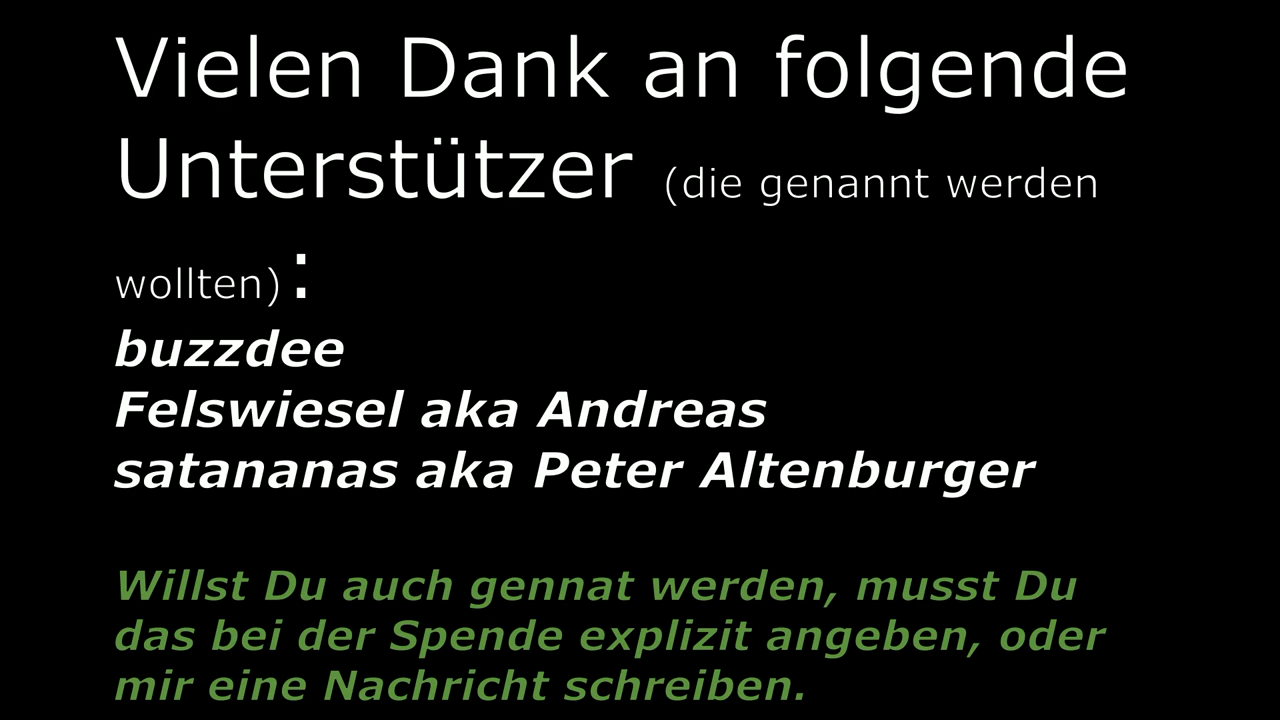 Vielen Dank an folgende
Unterstützer (die genannt werden
wollten):
buzzdee
Felswiesel aka Andreas
satananas aka Peter Altenburger
Willst Du auch gennat werden, musst Du
das bei der Spende explizit angeben, oder
mir eine Nachricht schreiben.